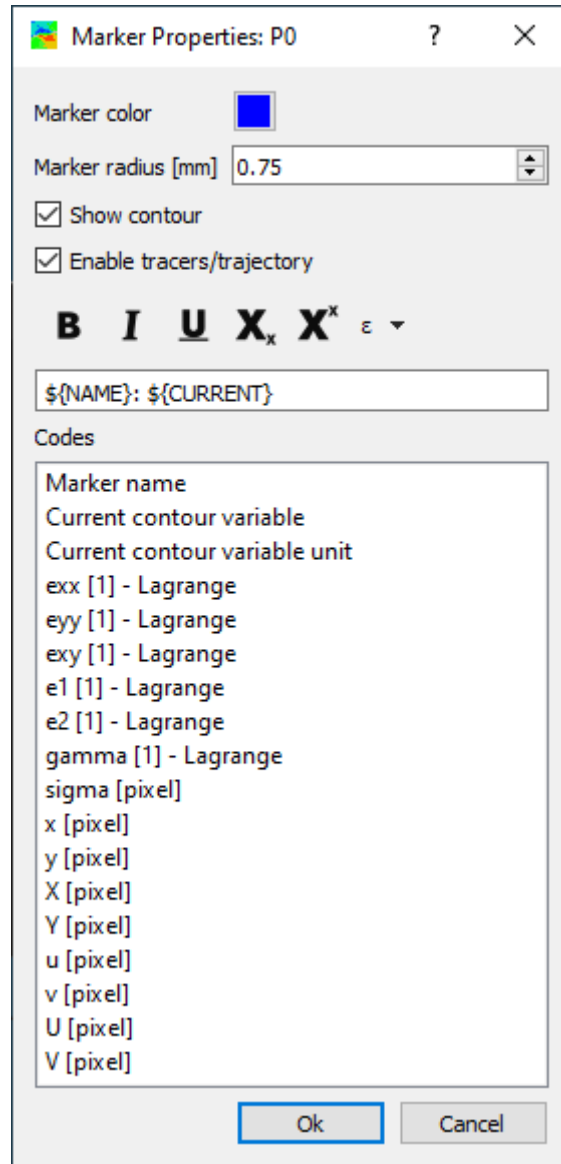 Marker Properties: P0 ?
Marker color
Marker radius [mm] 0.75
Show contour
Enable tracers/trajectory
B I U Xx Xx ε
${NAME}: ${CURRENT}
Codes
Marker name
Current contour variable
Current contour variable unit
exx [1] - Lagrange
eyy [1] - Lagrange
exy [1] - Lagrange
e1 [1] - Lagrange
e2 [1] - Lagrange
gamma [1] - Lagrange
sigma [pixel]
x [pixel]
y [pixel]
X [pixel]
Y [pixel]
u [pixel]
v [pixel]
U [pixel]
V [pixel]
Ok Cancel